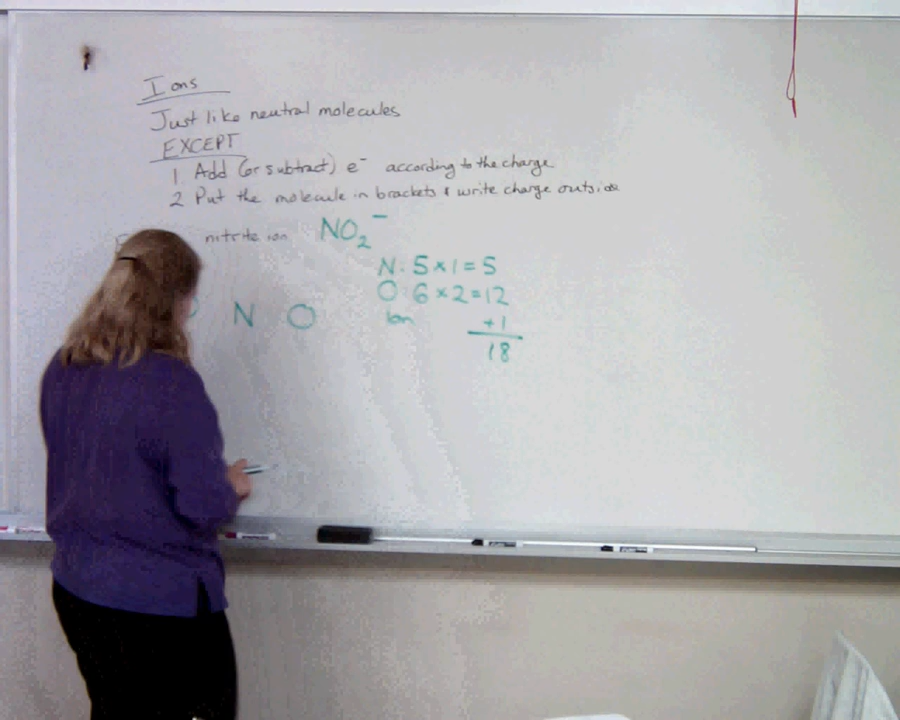 Ions
Just like neutral molecules
EXCEPT
1 Add (or subtract) e⁻ according to the charge
2 Put the molecule in brackets & write charge outside
nitrite ion NO₂⁻
N: 5 × 1 = 5
O: 6 × 2 = 12
N O
Ion +1
18